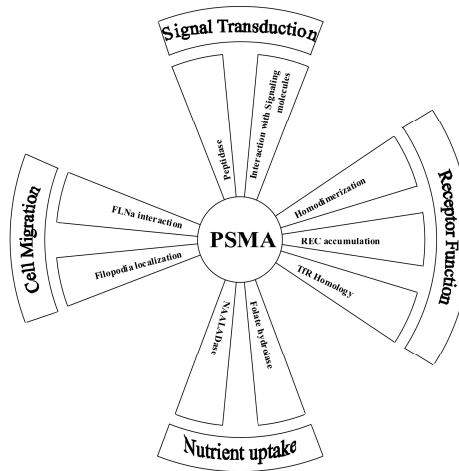 Signal Transduction
Peptidase
Interaction with Signaling
molecules
Receptor Function
Homodimerization
REC accumulation
TfR Homology
Cell Migration
FLNa interaction
Filopodia localization
PSMA
NAALADase
Folate hydrolase
Nutrient uptake